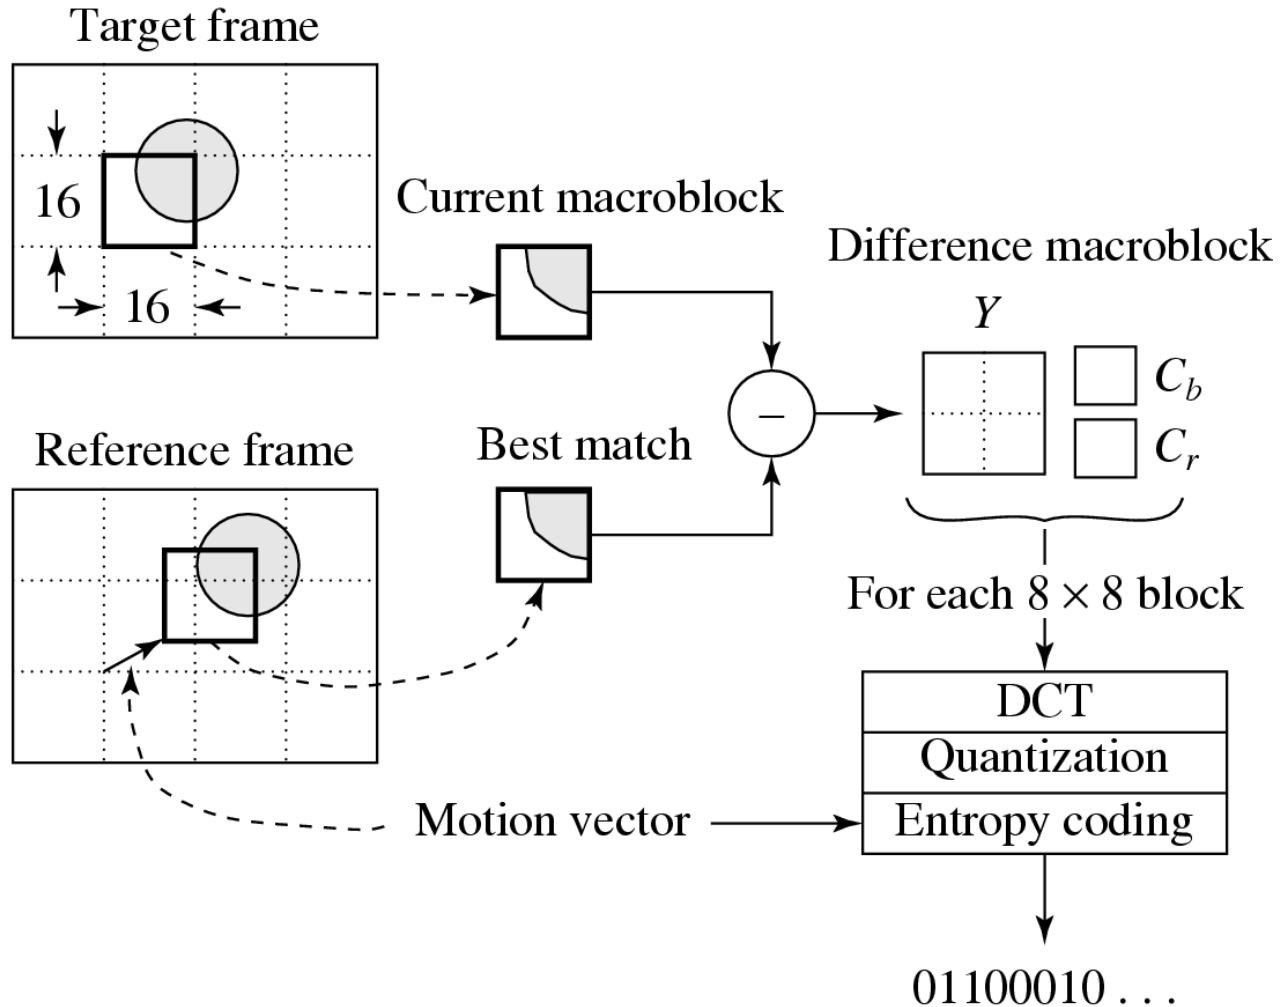 Target frame
16
16
Current macroblock
Difference macroblock
Y
C_b
C_r
Reference frame
Best match
–
For each 8 × 8 block
DCT
Quantization
Motion vector
Entropy coding
01100010 . . .